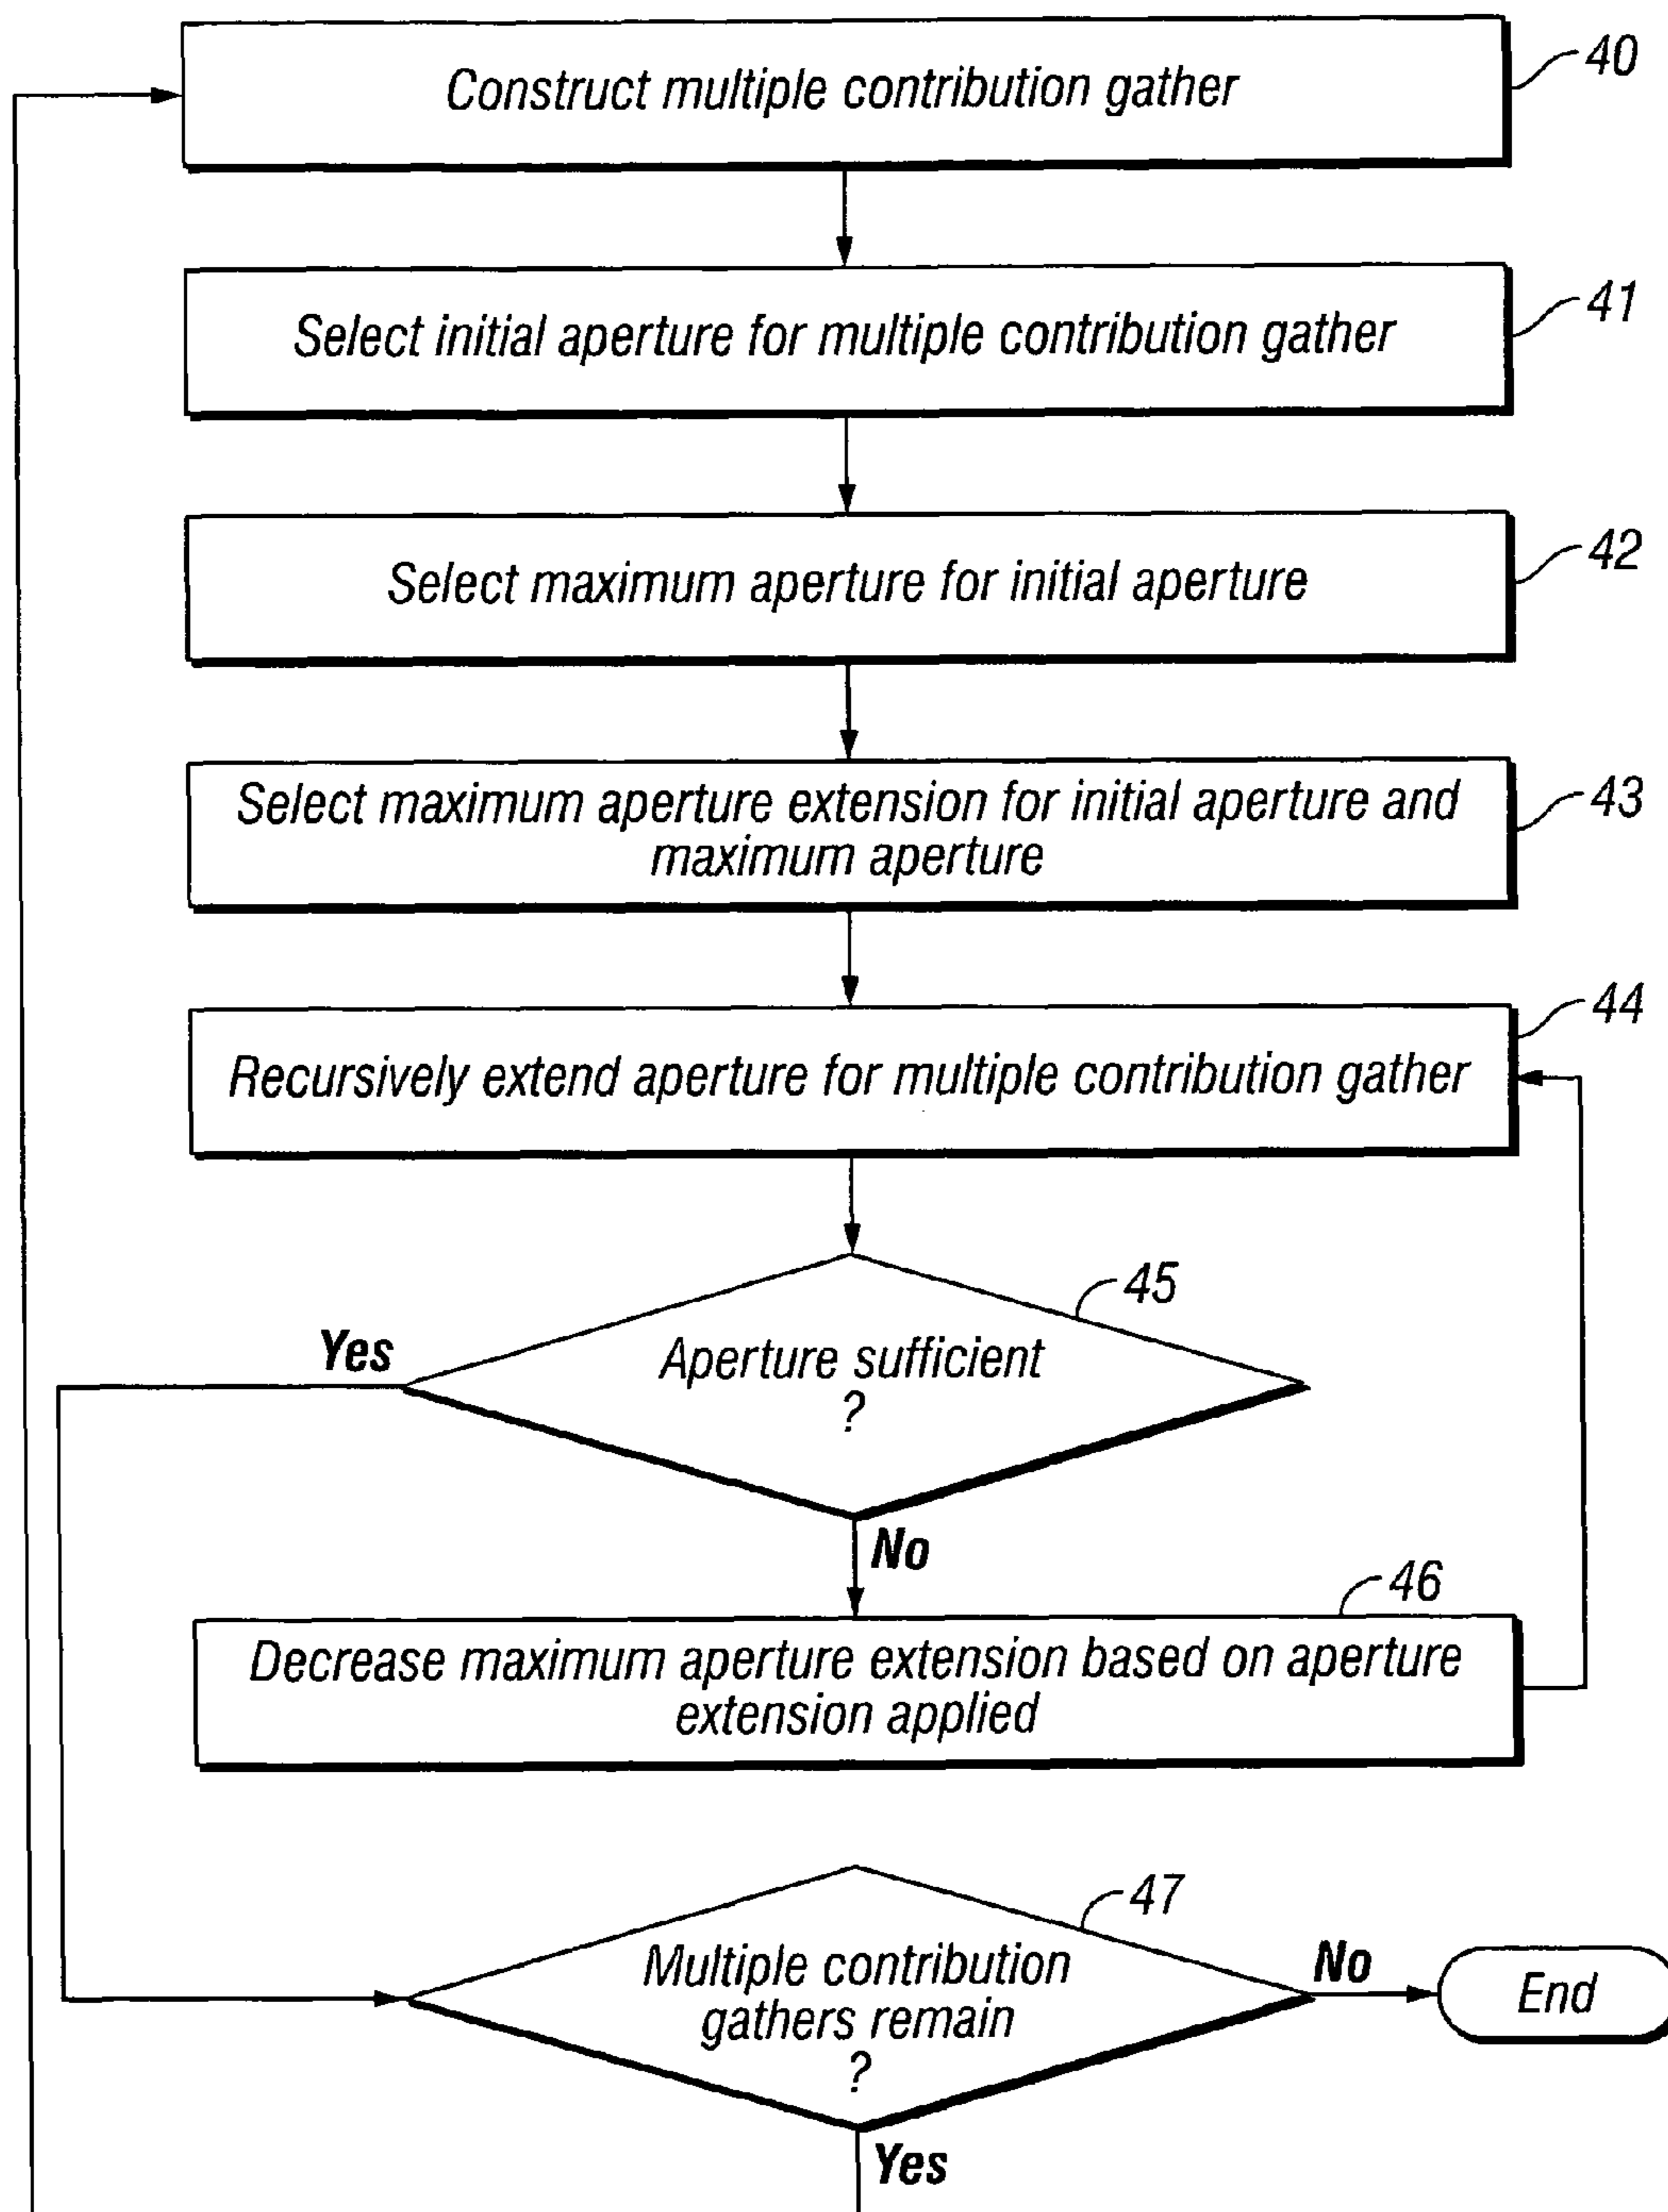 Construct multiple contribution gather
40
Select initial aperture for multiple contribution gather
41
Select maximum aperture for initial aperture
42
Select maximum aperture extension for initial aperture and
maximum aperture
43
Recursively extend aperture for multiple contribution gather
44
45
Yes
Aperture sufficient
?
No
46
Decrease maximum aperture extension based on aperture
extension applied
47
Multiple contribution
gathers remain
?
No
End
Yes